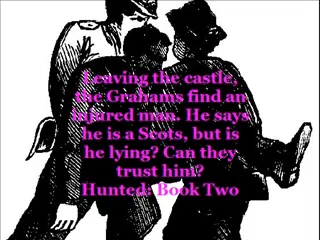 Leaving the castle,
the Grahams find an
injured man. He says
he is a Scots, but is
he lying? Can they
trust him?
Hunted: Book Two